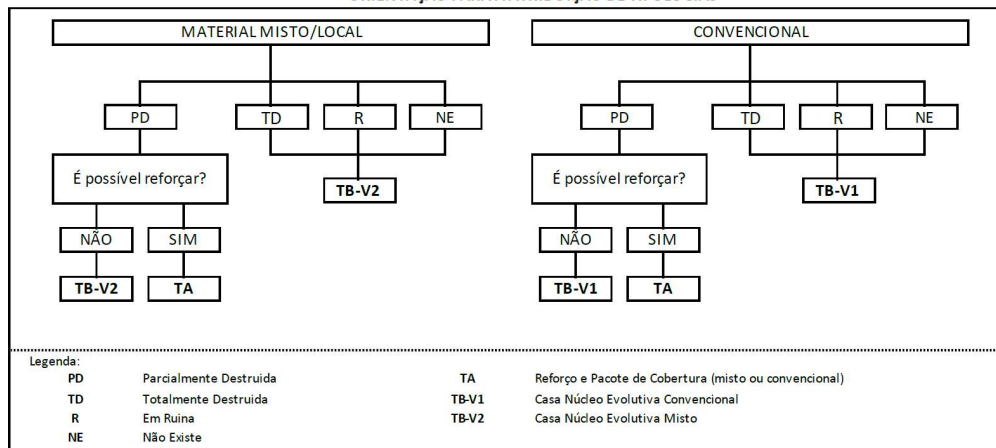 MATERIAL MISTO/LOCAL
CONVENCIONAL
PD
TD
R
NE
PD
TD
R
NE
É possível reforçar?
TB-V2
É possível reforçar?
TB-V1
NÃO
SIM
NÃO
SIM
TB-V2
TA
TB-V1
TA
Legenda:
PD Parcialmente Destruida
TA Reforço e Pacote de Cobertura (misto ou convencional)
TD Totalmente Destruida
TB-V1 Casa Núcleo Evolutiva Convencional
R Em Ruina
TB-V2 Casa Núcleo Evolutiva Misto
NE Não Existe